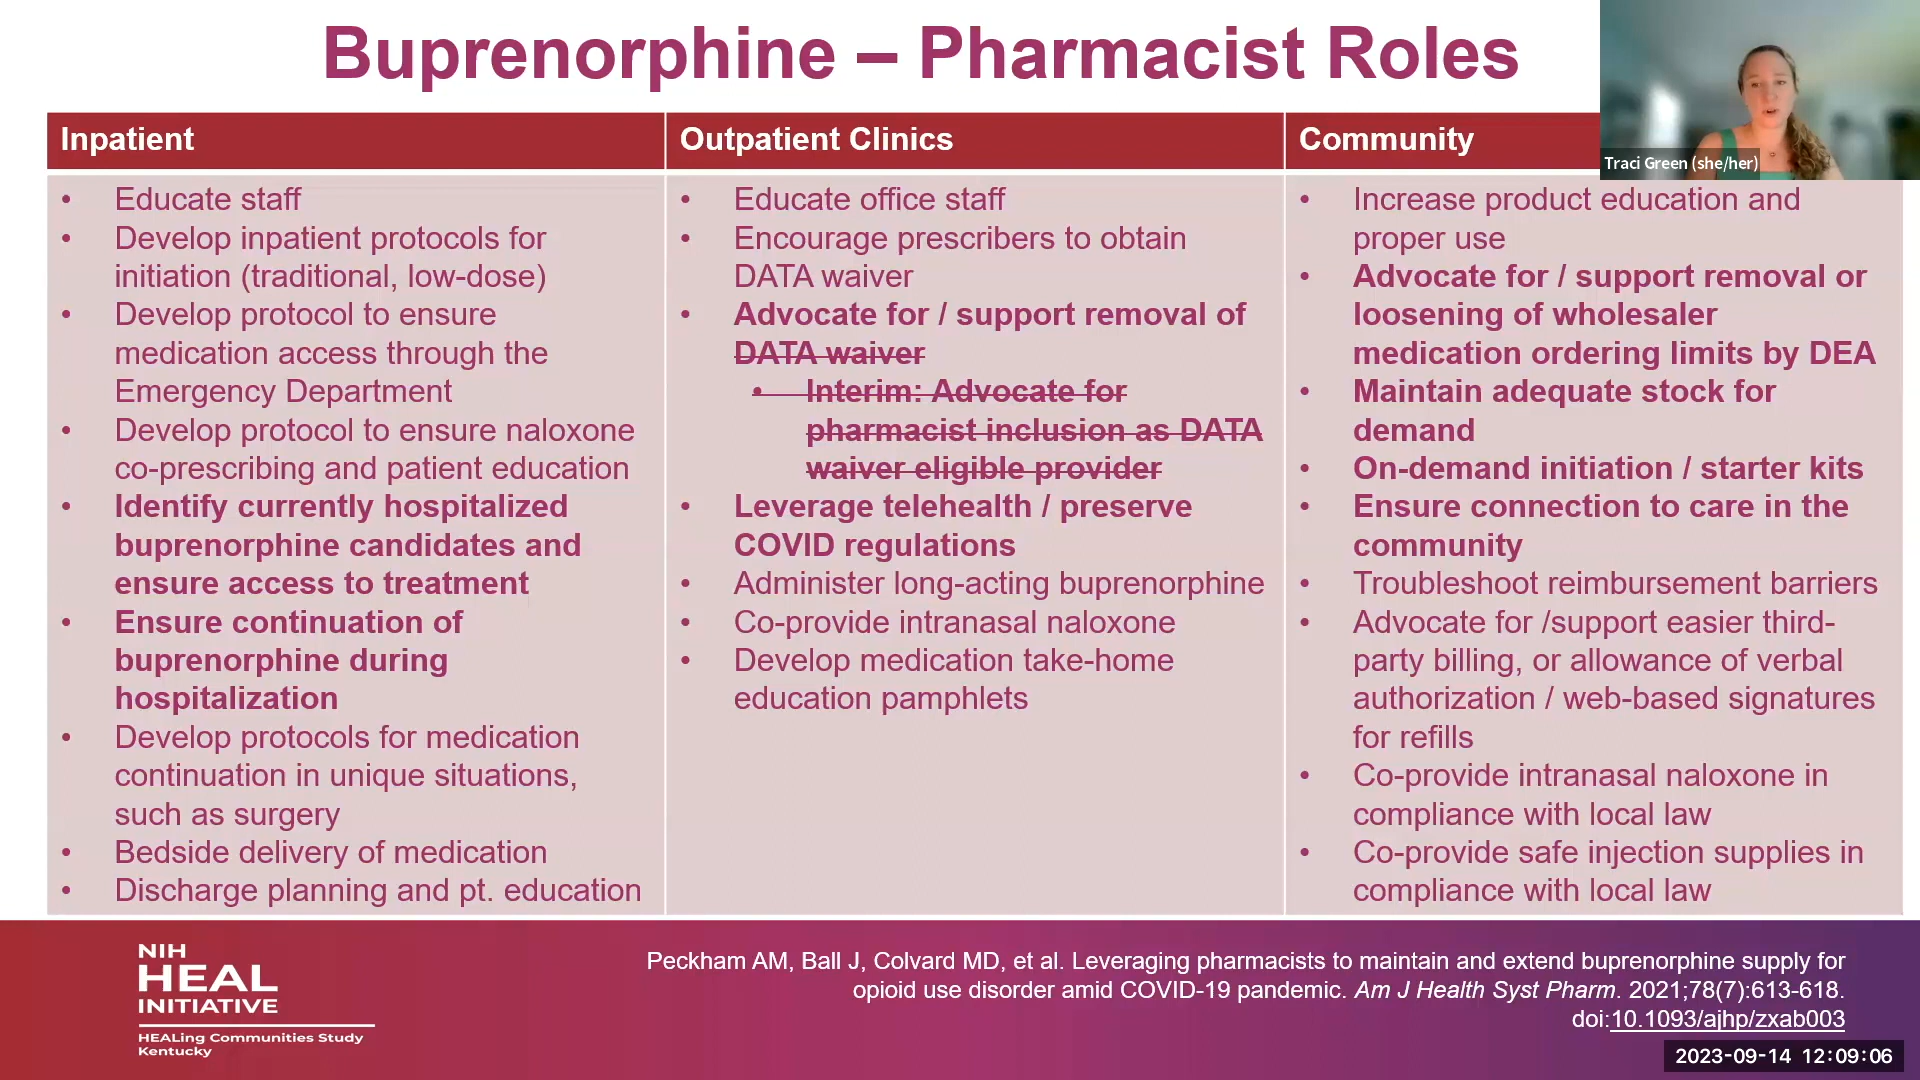 Buprenorphine – Pharmacist Roles
Traci Green (she/her)
Inpatient
• Educate staff
• Develop inpatient protocols for
initiation (traditional, low-dose)
• Develop protocol to ensure
medication access through the
Emergency Department
• Develop protocol to ensure naloxone
co-prescribing and patient education
• Identify currently hospitalized
buprenorphine candidates and
ensure access to treatment
• Ensure continuation of
buprenorphine during
hospitalization
• Develop protocols for medication
continuation in unique situations,
such as surgery
• Bedside delivery of medication
• Discharge planning and pt. education
Outpatient Clinics
• Educate office staff
• Encourage prescribers to obtain
DATA waiver
• Advocate for / support removal of
DATA waiver
• Interim: Advocate for
pharmacist inclusion as DATA
waiver eligible provider
• Leverage telehealth / preserve
COVID regulations
• Administer long-acting buprenorphine
• Co-provide intranasal naloxone
• Develop medication take-home
education pamphlets
Community
• Increase product education and
proper use
• Advocate for / support removal or
loosening of wholesaler
medication ordering limits by DEA
• Maintain adequate stock for
demand
• On-demand initiation / starter kits
• Ensure connection to care in the
community
• Troubleshoot reimbursement barriers
• Advocate for /support easier third-
party billing, or allowance of verbal
authorization / web-based signatures
for refills
• Co-provide intranasal naloxone in
compliance with local law
• Co-provide safe injection supplies in
compliance with local law
NIH
HEAL
INITIATIVE
HEALing Communities Study
Kentucky
Peckham AM, Ball J, Colvard MD, et al. Leveraging pharmacists to maintain and extend buprenorphine supply for
opioid use disorder amid COVID-19 pandemic. Am J Health Syst Pharm. 2021;78(7):613-618.
doi:10.1093/ajhp/zxab003
2023-09-14 12:09:06